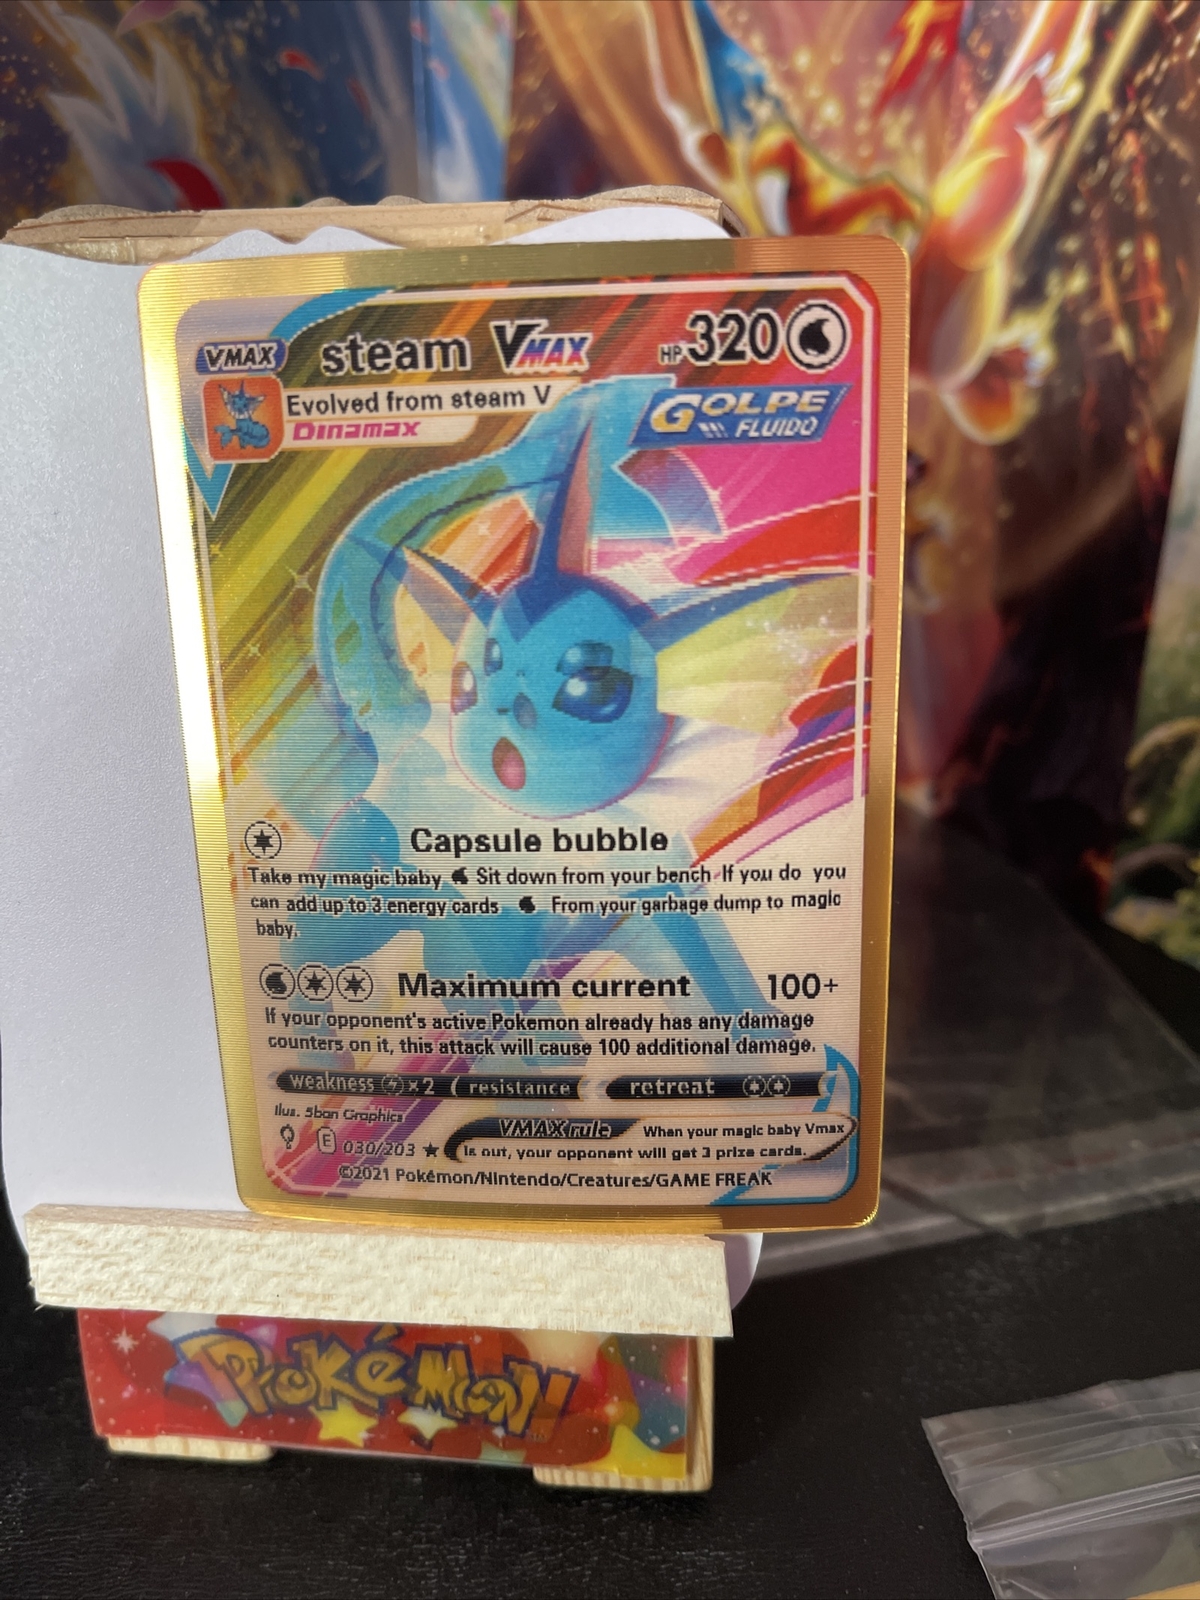 VMAX steam VMAX HP 320
Evolved from steam V
Dinamax
GOLPE
FLUIDO
Capsule bubble
Take my magic baby Sit down from your bench If you do you
can add up to 3 energy cards From your garbage dump to magic
baby.
Maximum current 100+
If your opponent's active Pokemon already has any damage
counters on it, this attack will cause 100 additional damage.
weakness ×2 ( resistance retreat
Ilus. 5ban Graphics
VMAX rule When your magic baby Vmax
E 030/203 ★ is out, your opponent will get 3 prize cards.
©2021 Pokémon/Nintendo/Creatures/GAME FREAK
POKéMON